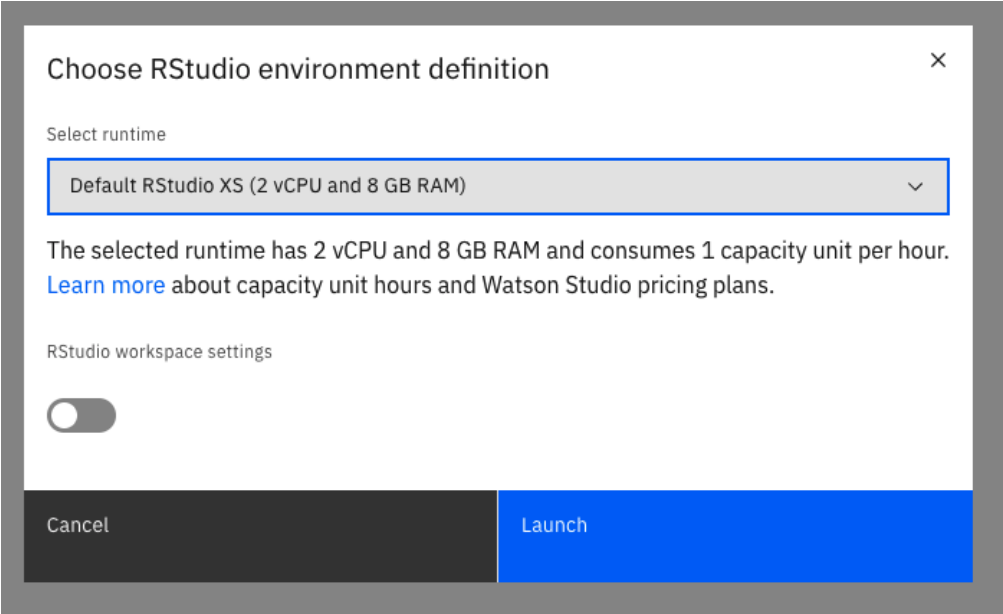 Choose RStudio environment definition
Select runtime
Default RStudio XS (2 vCPU and 8 GB RAM)
The selected runtime has 2 vCPU and 8 GB RAM and consumes 1 capacity unit per hour.
Learn more about capacity unit hours and Watson Studio pricing plans.
RStudio workspace settings
Cancel
Launch